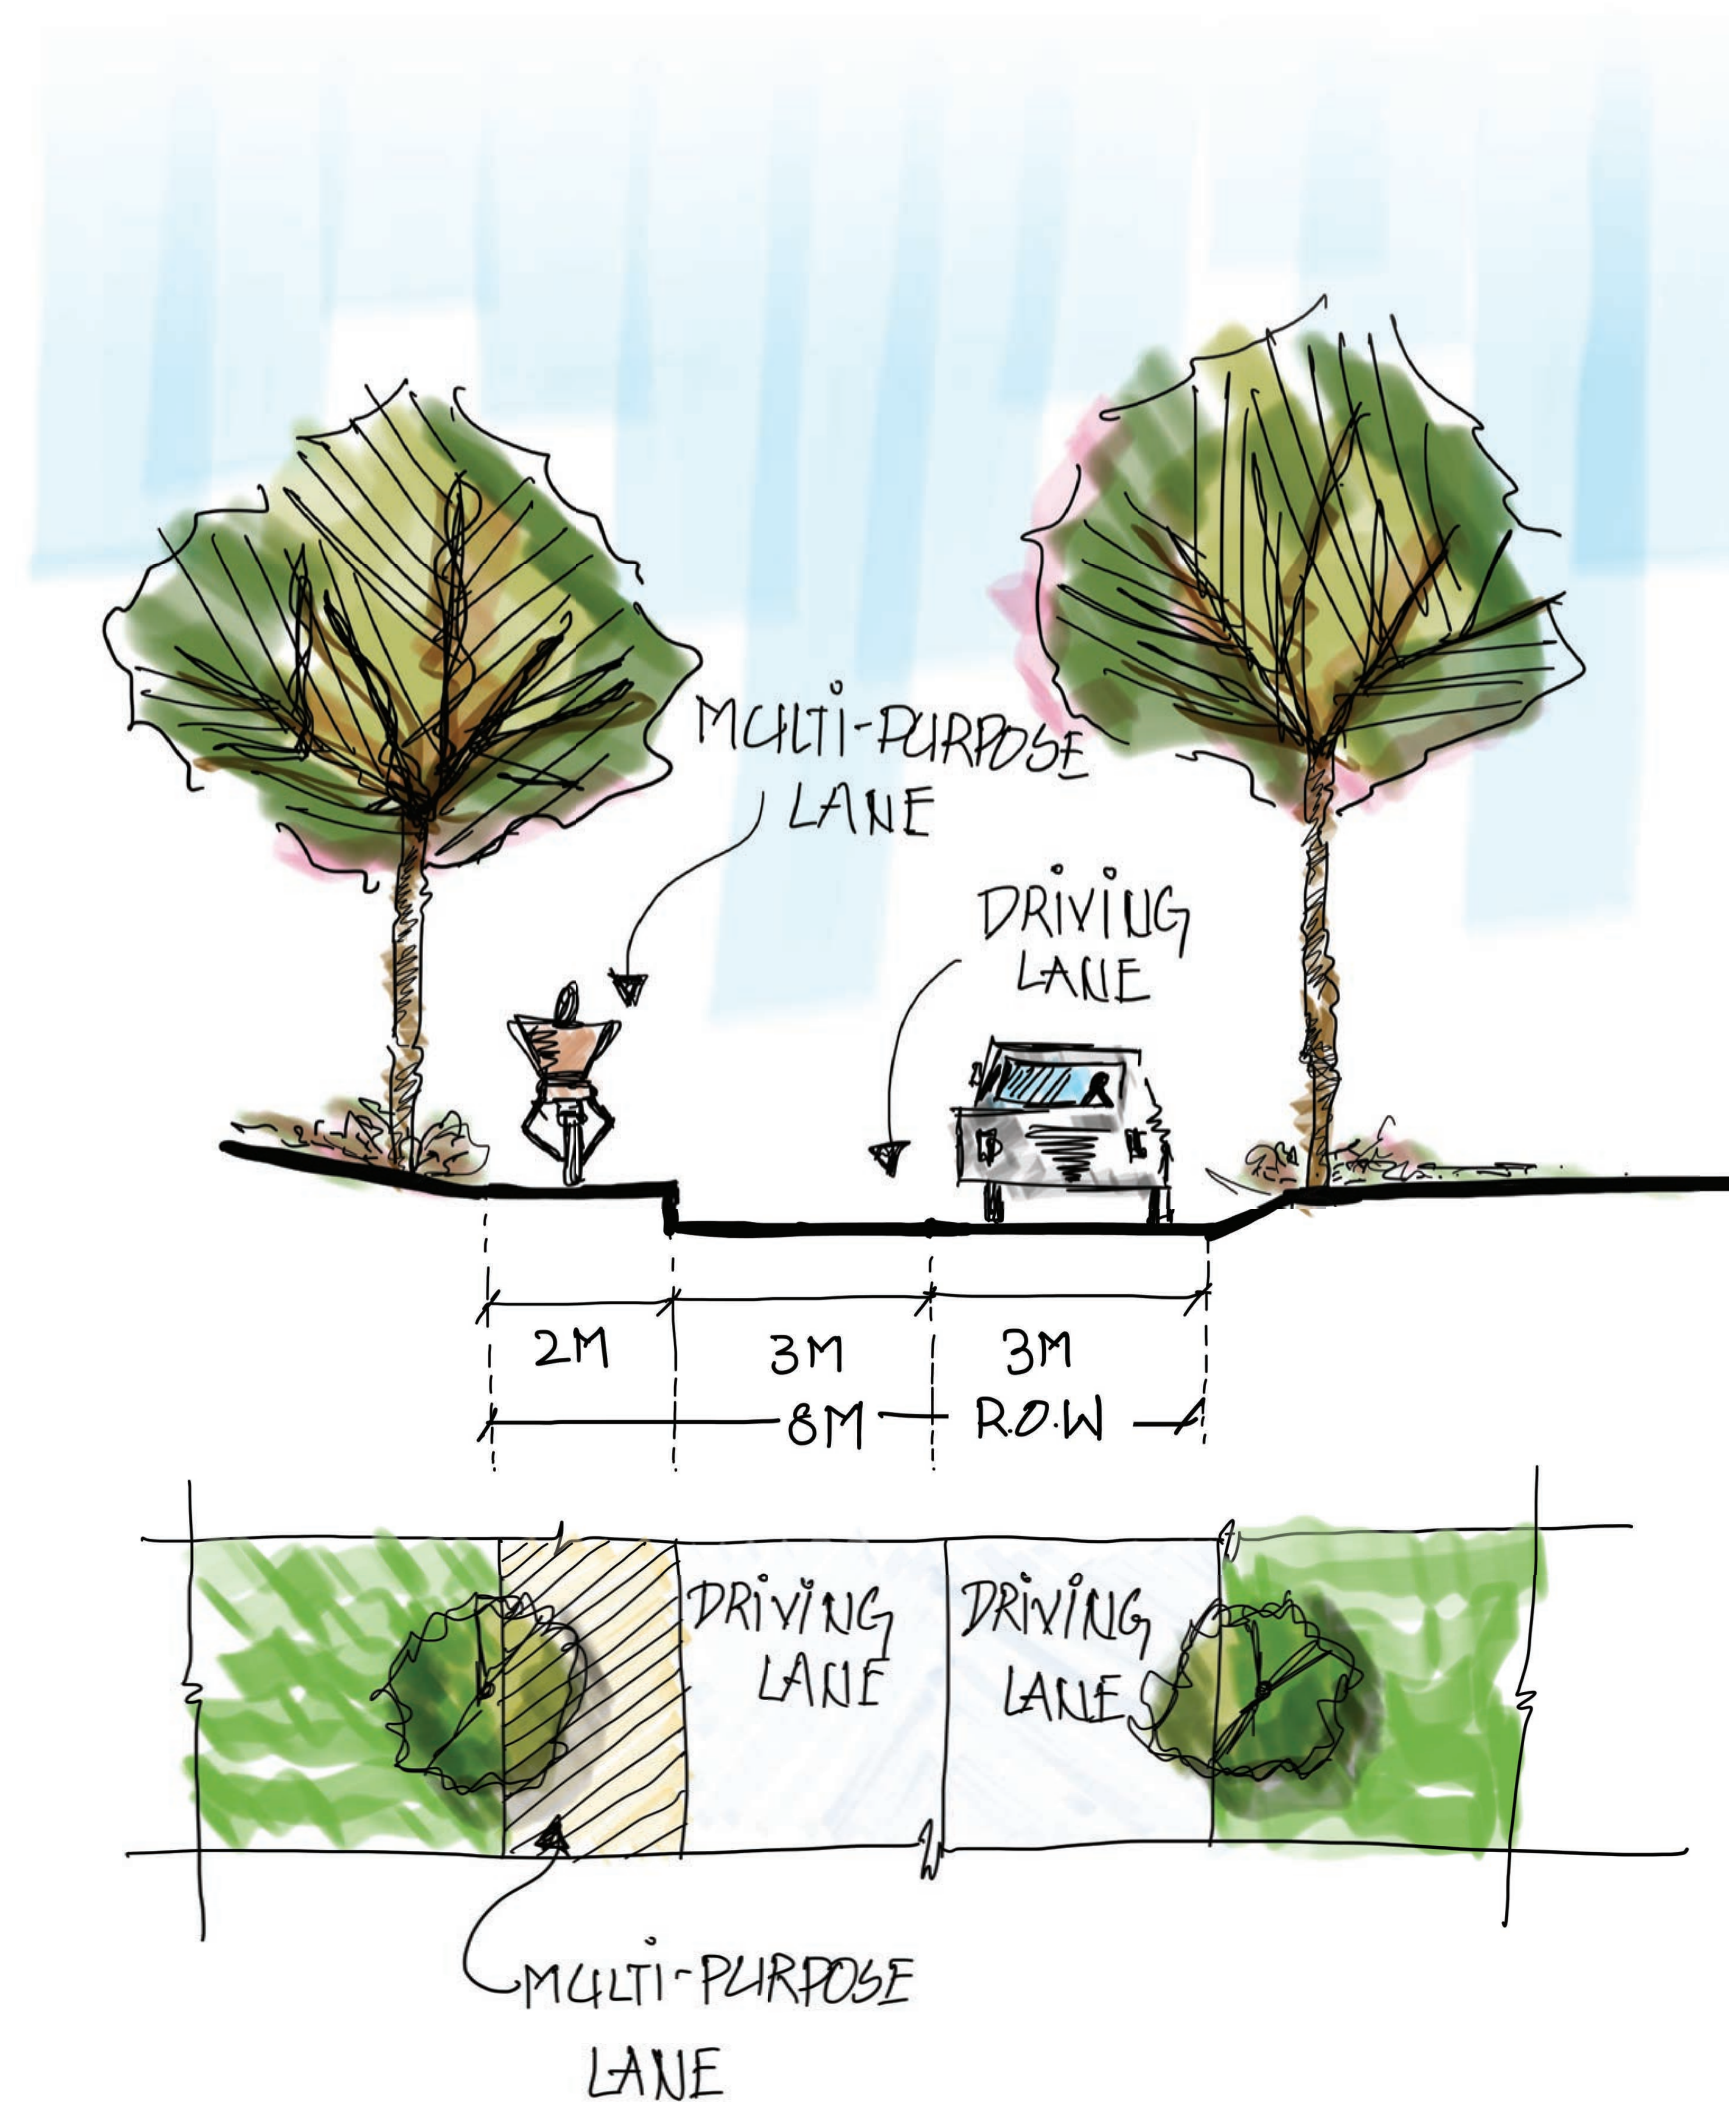 MULTI-PURPOSE
LANE
DRIVING
LANE
2M
3M
3M
8M
R.O.W
DRIVING
LANE
DRIVING
LANE
MULTI-PURPOSE
LANE